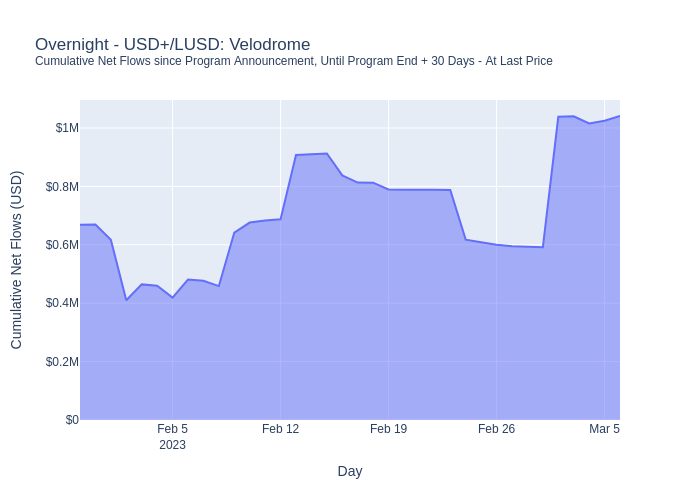 Overnight - USD+/LUSD: Velodrome
Cumulative Net Flows since Program Announcement, Until Program End + 30 Days - At Last Price
Cumulative Net Flows (USD)
$1M
$0.8M
$0.6M
$0.4M
$0.2M
$0
Feb 5
2023
Feb 12
Feb 19
Feb 26
Mar 5
Day